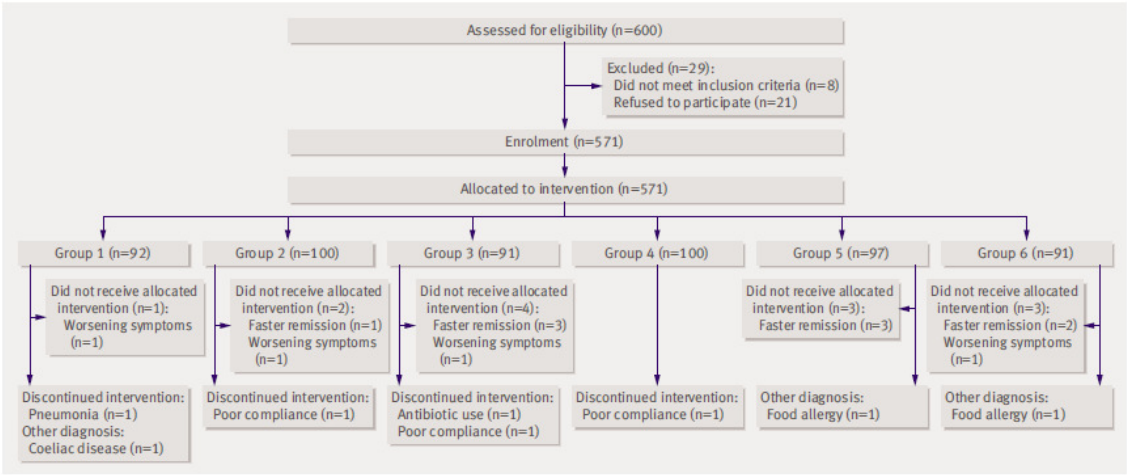 Assessed for eligibility (n=600)
Excluded (n=29):
Did not meet inclusion criteria (n=8)
Refused to participate (n=21)
Enrolment (n=571)
Allocated to intervention (n=571)
Group 1 (n=92)
Group 2 (n=100)
Group 3 (n=91)
Group 4 (n=100)
Group 5 (n=97)
Group 6 (n=91)
Did not receive allocated
intervention (n=1):
Worsening symptoms
(n=1)
Did not receive allocated
intervention (n=2):
Faster remission (n=1)
Worsening symptoms
(n=1)
Did not receive allocated
intervention (n=4):
Faster remission (n=3)
Worsening symptoms
(n=1)
Did not receive allocated
intervention (n=3):
Faster remission (n=3)
Did not receive allocated
intervention (n=3):
Faster remission (n=2)
Worsening symptoms
(n=1)
Discontinued intervention:
Pneumonia (n=1)
Other diagnosis:
Coeliac disease (n=1)
Discontinued intervention:
Poor compliance (n=1)
Discontinued intervention:
Antibiotic use (n=1)
Poor compliance (n=1)
Discontinued intervention:
Poor compliance (n=1)
Other diagnosis:
Food allergy (n=1)
Other diagnosis:
Food allergy (n=1)